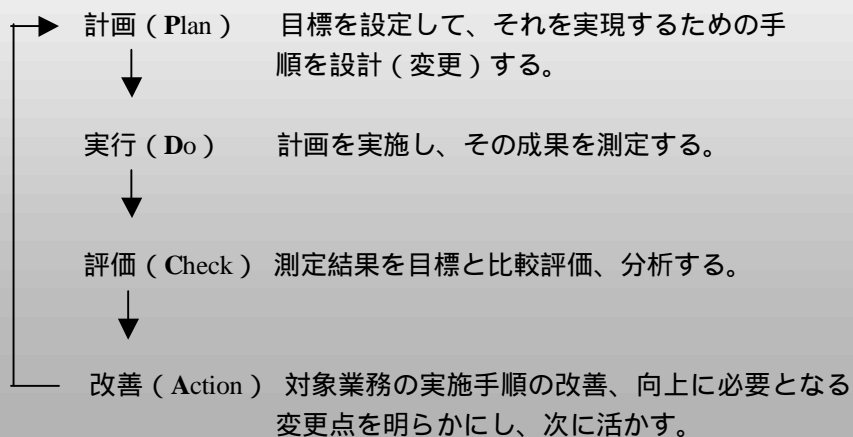 計画（Plan）　目標を設定して、それを実現するための手
順を設計（変更）する。
実行（Do）　計画を実施し、その成果を測定する。
評価（Check）測定結果を目標と比較評価、分析する。
改善（Action）対象業務の実施手順の改善、向上に必要となる
変更点を明らかにし、次に活かす。